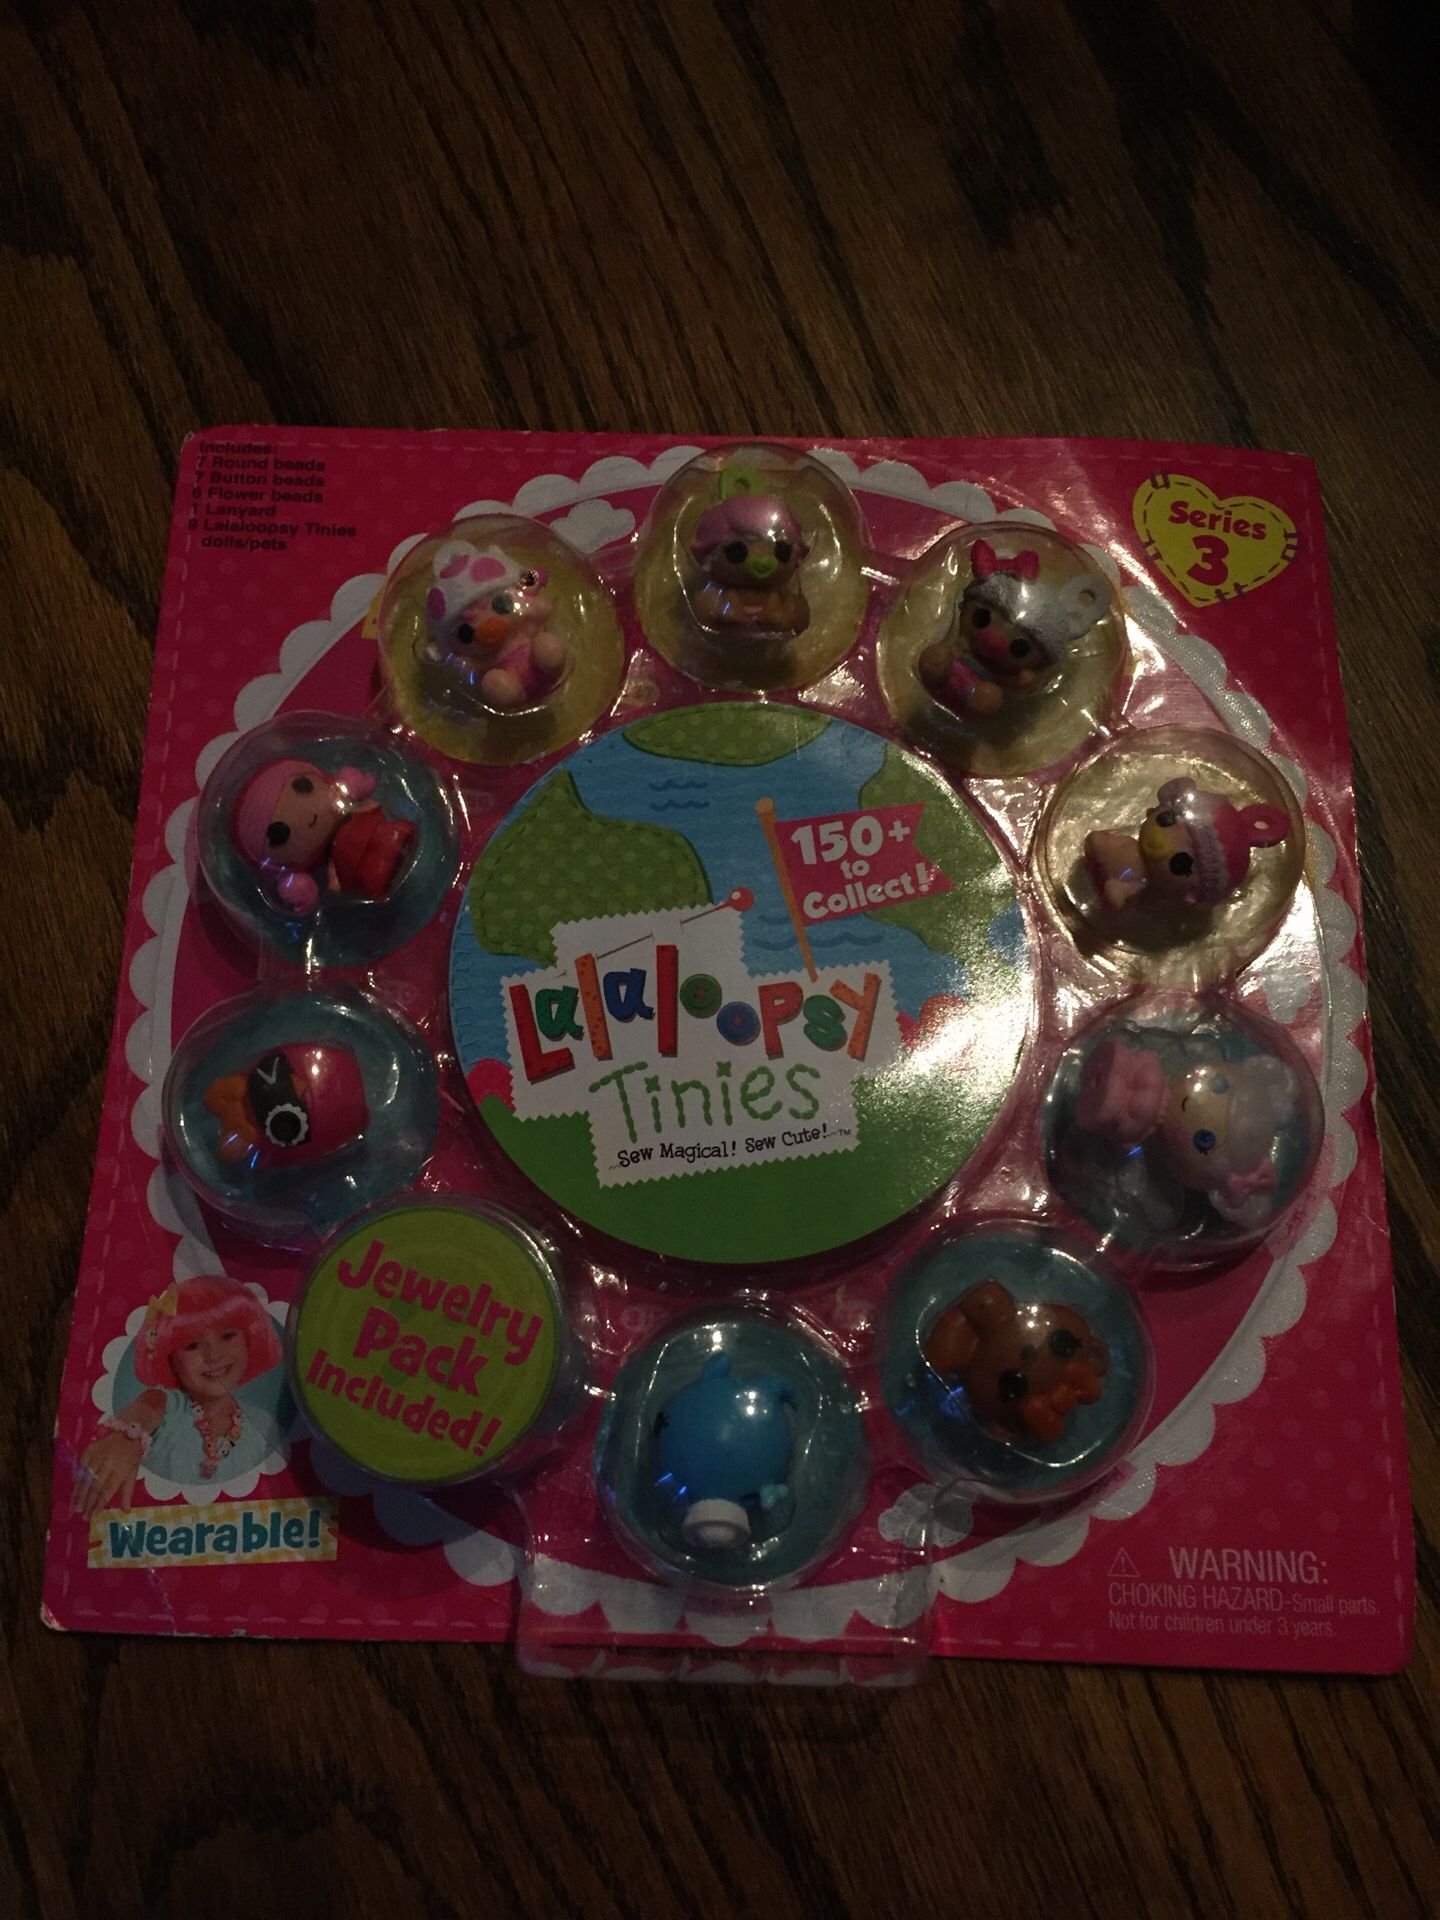 Includes:
7 Round beads
7 Button beads
6 Flower beads
1 Lanyard
9 Lalaloopsy Tinies
dolls/pets
Series
3
150+
to
Collect!
Lalaloopsy
Tinies
Sew Magical! Sew Cute!™
Jewelry
Pack
Included!
Wearable!
⚠ WARNING:
CHOKING HAZARD-Small parts.
Not for children under 3 years.